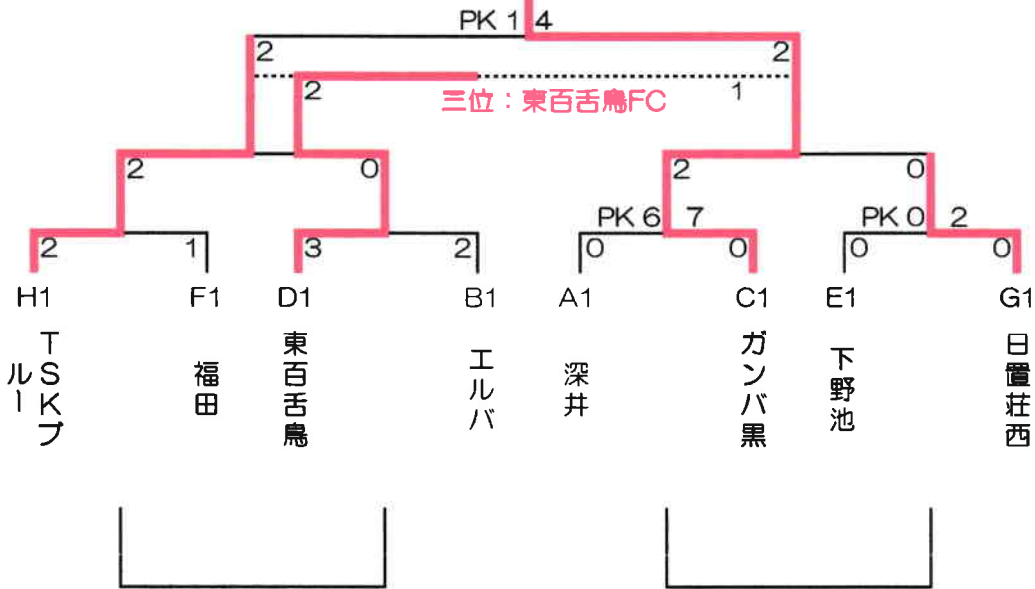 PK 1 4
2 2
2 1
三位：東百舌鳥FC
2 0 2 0
PK 6 7 PK 0 2
2 1 3 2 0 0 0 0
H1 F1 D1 B1 A1 C1 E1 G1
TSKブルー
福田
東百舌鳥
エルバ
深井
ガンバ黒
下野池
日置荘西